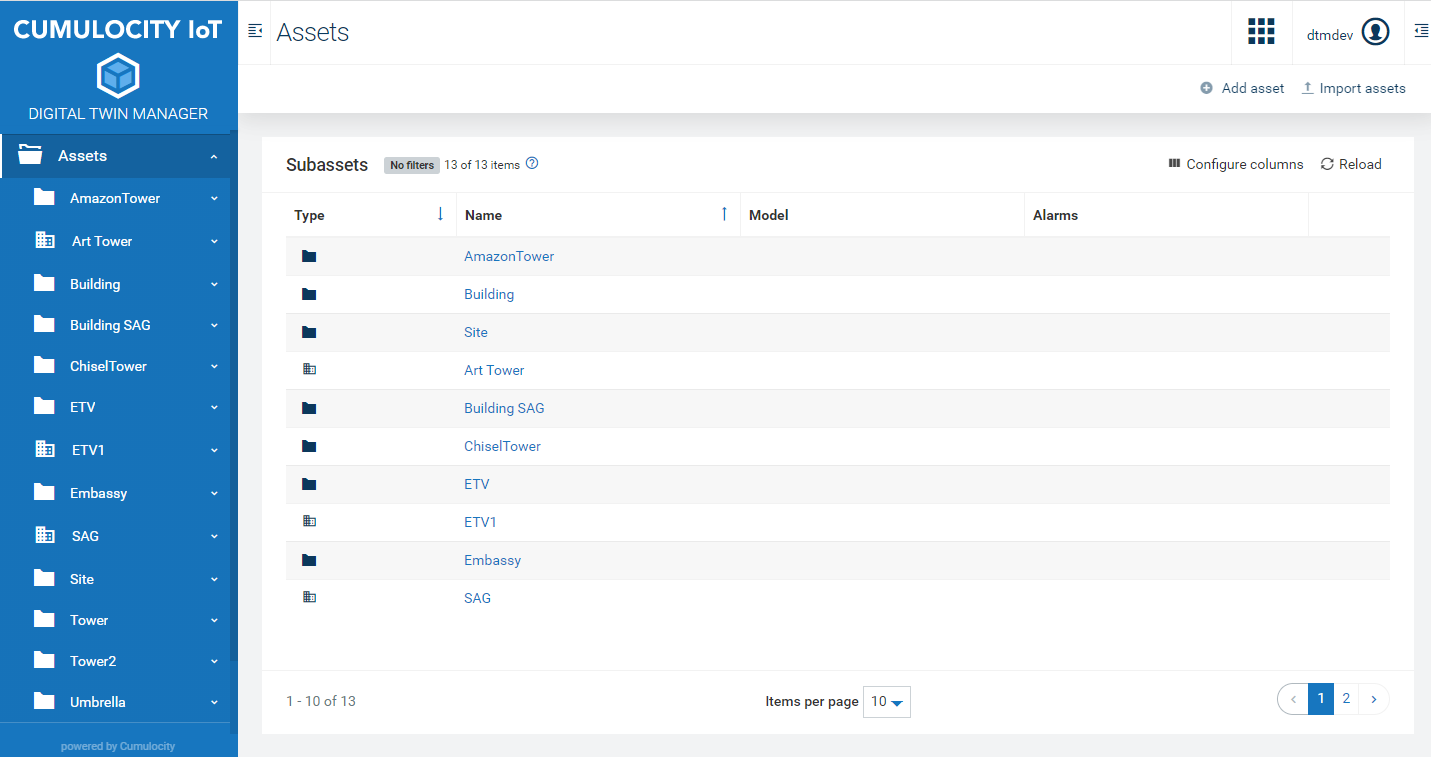 CUMULOCITY IoT
DIGITAL TWIN MANAGER
Assets
AmazonTower
Art Tower
Building
Building SAG
ChiselTower
ETV
ETV1
Embassy
SAG
Site
Tower
Tower2
Umbrella
powered by Cumulocity
Assets
dtmdev
Add asset Import assets
Subassets No filters 13 of 13 items
Configure columns Reload
Type Name Model Alarms
AmazonTower
Building
Site
Art Tower
Building SAG
ChiselTower
ETV
ETV1
Embassy
SAG
1 - 10 of 13 Items per page 10 1 2